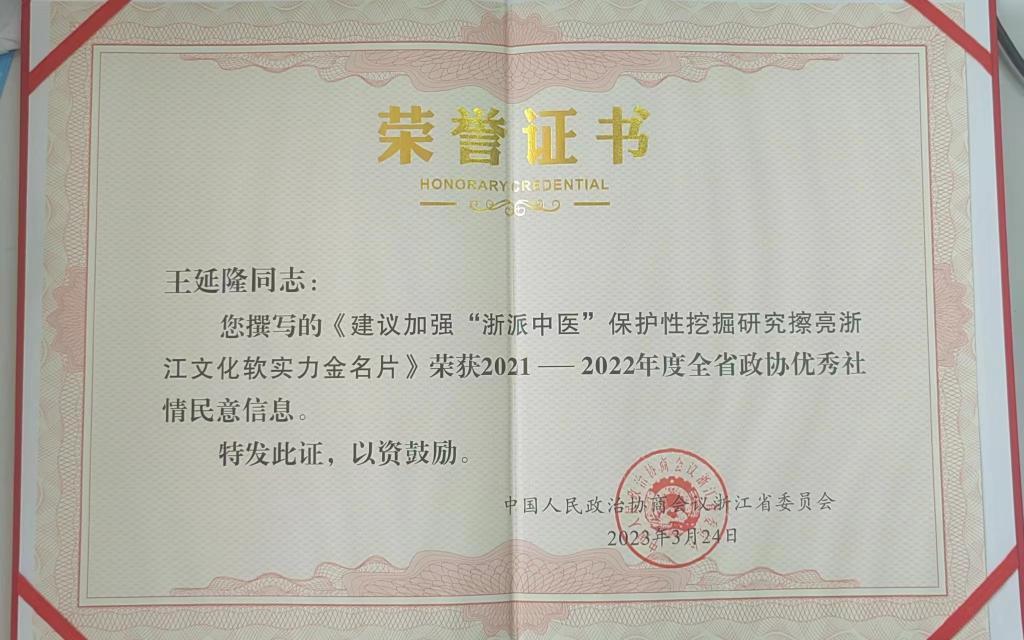 荣誉证书
HONORARY CREDENTIAL
王延隆同志：
您撰写的《建议加强“浙派中医”保护性挖掘研究擦亮浙
江文化软实力金名片》荣获2021 — 2022年度全省政协优秀社
情民意信息。
特发此证，以资鼓励。
中国人民政治协商会议浙江省委员会
2023年3月24日